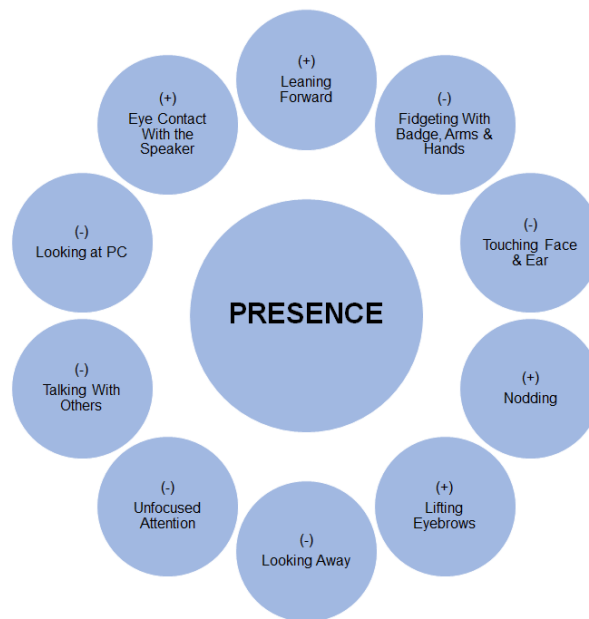 (+)
Leaning
Forward
(-)
Fidgeting With
Badge, Arms &
Hands
(-)
Touching Face
& Ear
(+)
Nodding
(+)
Lifting
Eyebrows
(-)
Looking Away
(-)
Unfocused
Attention
(-)
Talking With
Others
(-)
Looking at PC
(+)
Eye Contact
With the
Speaker
PRESENCE